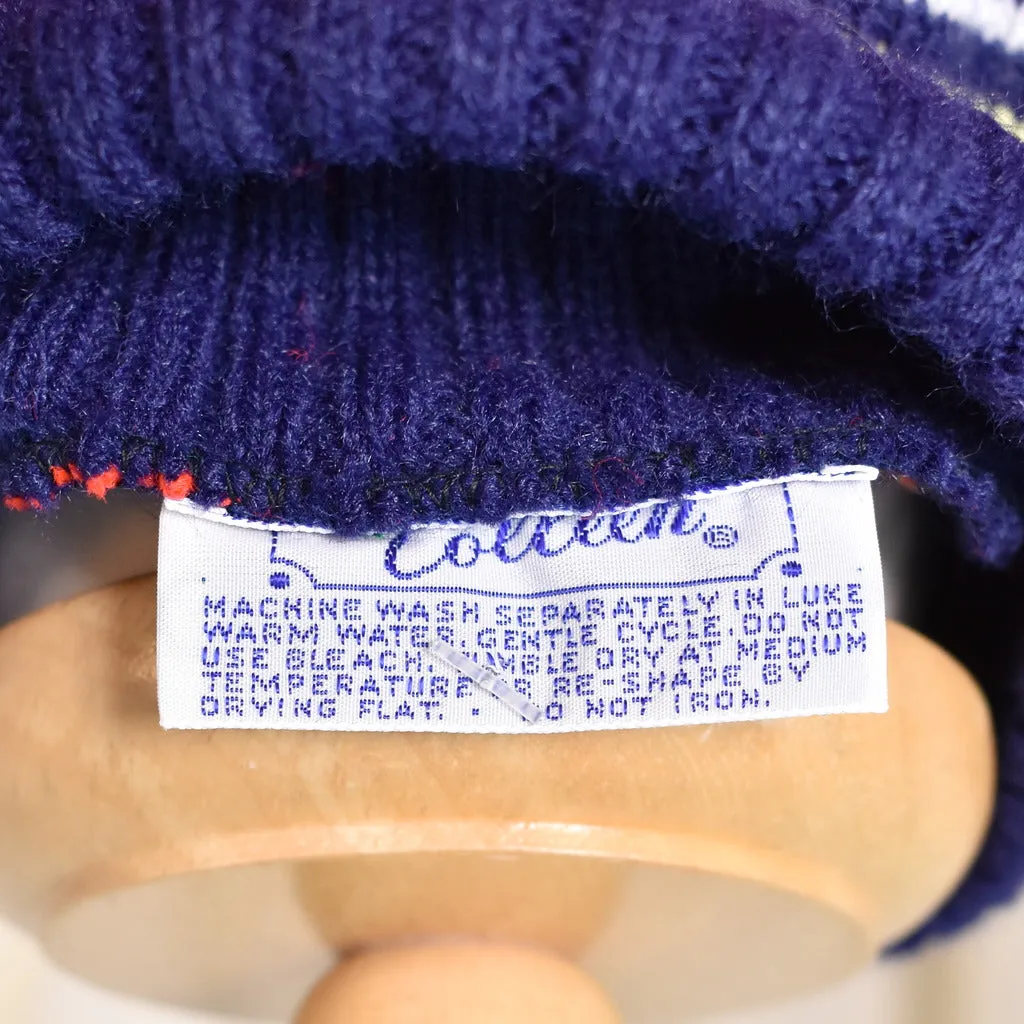 Colleen ®
MACHINE WASH SEPARATELY IN LUKE
WARM WATER, GENTLE CYCLE. DO NOT
USE BLEACH. TUMBLE DRY AT MEDIUM
TEMPERATURE RE-SHAPE BY
DRYING FLAT. DO NOT IRON.